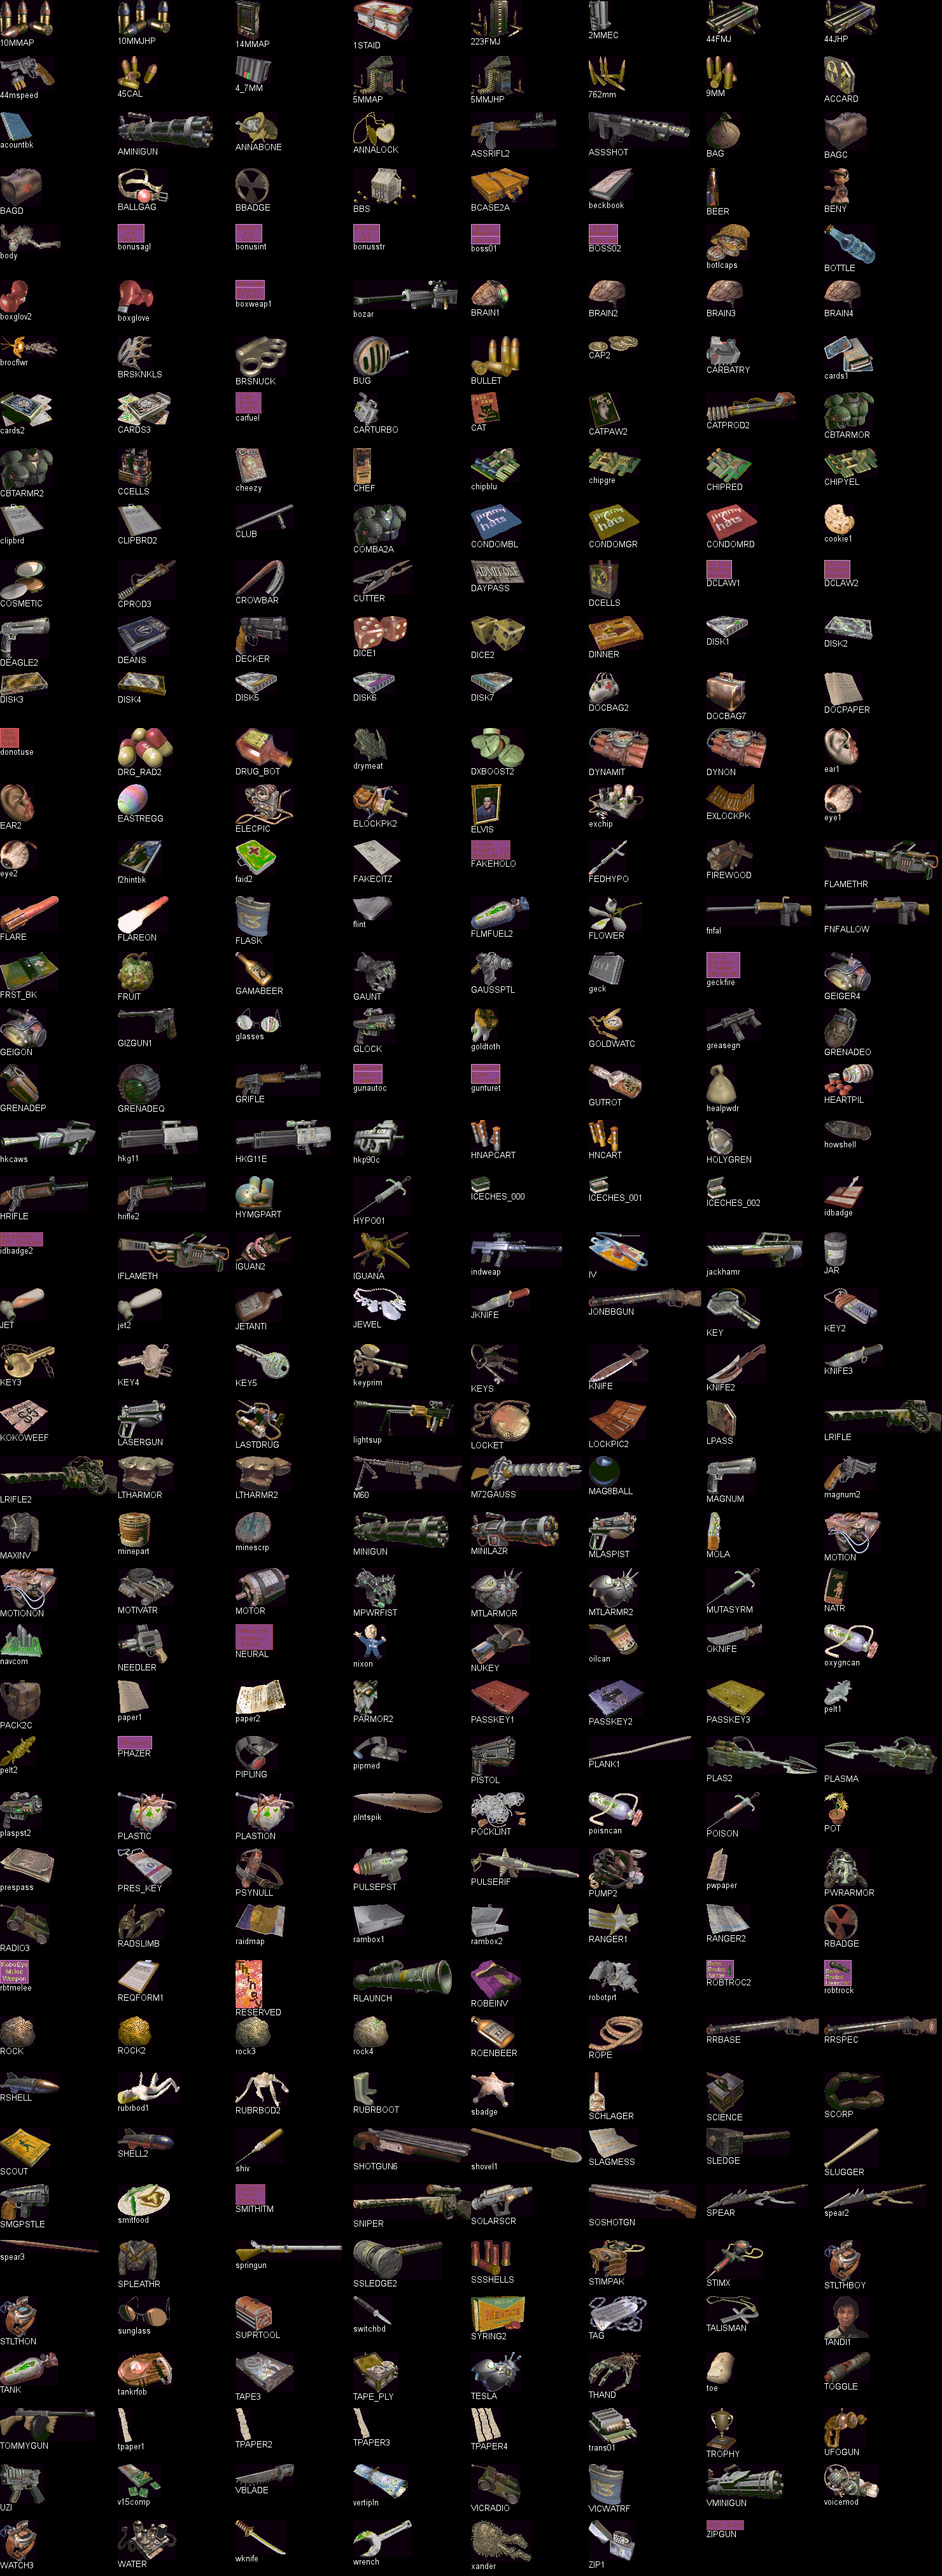 10MMAP 10MMJHP 14MMAP 1STAID 223FMJ 2MMEC 44FMJ 44JHP
44mspeed 45CAL 4_7MM 5MMAP 5MMJHP 762mm 9MM ACCARD
acountbk AMINIGUN ANNABONE ANNALOCK ASSRIFL2 ASSSHOT BAG BAGC
BAGD BALLGAG BBADGE BBS BCASE2A beckbook BEER BENY
body bonusagl bonusint bonusstr boss01 BOSS02 botlcaps BOTTLE
boxglov2 boxglove boxweap1 bozar BRAIN1 BRAIN2 BRAIN3 BRAIN4
brocflwr BRSKNKLS BRSNUCK BUG BULLET CAP2 CARBATRY cards1
cards2 CARDS3 carfuel CARTURBO CAT CATPAW2 CATPROD2 CBTARMOR
CBTARMR2 CCELLS cheezy CHEF chipblu chipgre CHIPRED CHIPYEL
clipbrd CLIPBRD2 CLUB COMBA2A CONDOMBL CONDOMGR CONDOMRD cookie1
COSMETIC CPROD3 CROWBAR CUTTER DAYPASS DCELLS DCLAW1 DCLAW2
DEAGLE2 DEANS DECKER DICE1 DICE2 DINNER DISK1 DISK2
DISK3 DISK4 DISK5 DISK6 DISK7 DOCBAG2 DOCBAG7 DOCPAPER
donotuse DRG_RAD2 DRUG_BOT drymeat DXBOOST2 DYNAMIT DYNON ear1
EAR2 EASTREGG ELECPIC ELOCKPK2 ELVIS exchip EXLOCKPK eye1
eye2 f2hintbk faid2 FAKECITZ FAKEHOLO FEDHYPO FIREWOOD FLAMETHR
FLARE FLAREON FLASK flint FLMFUEL2 FLOWER fnfal FNFALLOW
FRST_BK FRUIT GAMABEER GAUNT GAUSSPTL geck geckfire GEIGER4
GEIGON GIZGUN1 glasses GLOCK goldtoth GOLDWATC greasegn GRENADEO
GRENADEP GRENADEQ GRIFLE gunautoc gunturet GUTROT healpwdr HEARTPIL
hkcaws hkg11 HKG11E hkp90c HNAPCART HNCART HOLYGREN howshell
HRIFLE hrifle2 HYMGPART HYPO01 ICECHES_000 ICECHES_001 ICECHES_002 idbadge
idbadge2 IFLAMETH IGUAN2 IGUANA indweap IV jackhamr JAR
JET jet2 JETANTI JEWEL JKNIFE JONBBGUN KEY KEY2
KEY3 KEY4 KEY5 keyprim KEYS KNIFE KNIFE2 KNIFE3
KOKOWEEF LASERGUN LASTDRUG lightsup LOCKET LOCKPIC2 LPASS LRIFLE
LRIFLE2 LTHARMOR LTHARMR2 M60 M72GAUSS MAG8BALL MAGNUM magnum2
MAXINV minepart minescrp MINIGUN MINILAZR MLASPIST MOLA MOTION
MOTIONON MOTIVATR MOTOR MPWRFIST MTLARMOR MTLARMR2 MUTASYRM NATR
navcom NEEDLER NEURAL nixon NUKEY oilcan OKNIFE oxygncan
PACK2C paper1 paper2 PARMOR2 PASSKEY1 PASSKEY2 PASSKEY3 pelt1
pelt2 PHAZER PIPLING pipmed PISTOL PLANK1 PLAS2 PLASMA
plaspst2 PLASTIC PLASTION plntspik POCKLINT poisncan POISON POT
prespass PRES_KEY PSYNULL PULSEPST PULSERIF PUMP2 pwpaper PWRARMOR
RADIO3 RADSLIMB raidmap rambox1 rambox2 RANGER1 RANGER2 RBADGE
rbtmelee REQFORM1 RESERVED RLAUNCH ROBEINV robotprt ROBTROC2 robtrock
ROCK ROCK2 rock3 rock4 ROENBEER ROPE RRBASE RRSPEC
RSHELL rubrbod1 RUBRBOD2 RUBRBOOT sbadge SCHLAGER SCIENCE SCORP
SCOUT SHELL2 shiv SHOTGUN6 shovel1 SLAGMESS SLEDGE SLUGGER
SMGPSTLE smitfood SMITHITM SNIPER SOLARSCR SOSHOTGN SPEAR spear2
spear3 SPLEATHR springun SSLEDGE2 SSSHELLS STIMPAK STIMX STLTHBOY
STLTHON sunglass SUPRTOOL switchbd SYRING2 TAG TALISMAN TANDI1
TANK tankrfob TAPE3 TAPE_PLY TESLA THAND toe TOGGLE
TOMMYGUN tpaper1 TPAPER2 TPAPER3 TPAPER4 trans01 TROPHY UFOGUN
UZI v15comp VBLADE vertipln VICRADIO VICWATRF VMINIGUN voicemod
WATCH3 WATER wknife wrench xander ZIP1 ZIPGUN